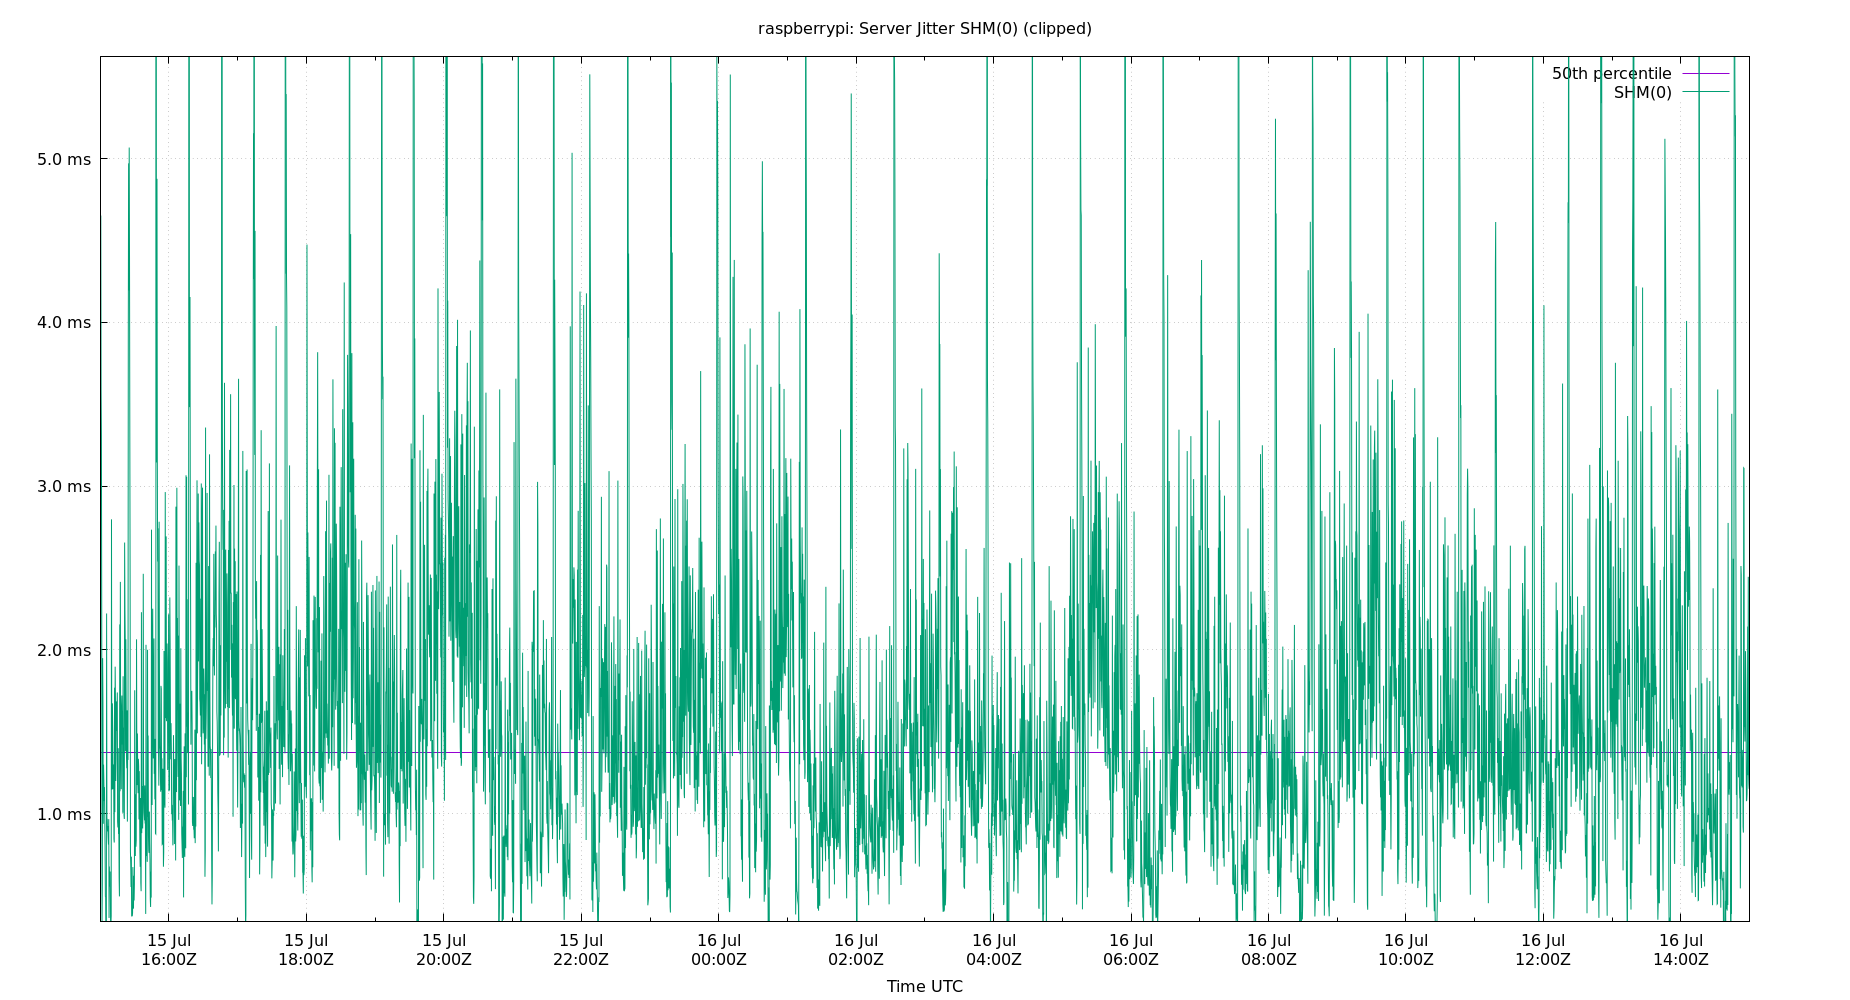 raspberrypi: Server Jitter SHM(0) (clipped)
50th percentile
SHM(0)
5.0 ms
4.0 ms
3.0 ms
2.0 ms
1.0 ms
15 Jul 15 Jul 15 Jul 15 Jul 16 Jul 16 Jul 16 Jul 16 Jul 16 Jul 16 Jul 16 Jul 16 Jul
16:00Z 18:00Z 20:00Z 22:00Z 00:00Z 02:00Z 04:00Z 06:00Z 08:00Z 10:00Z 12:00Z 14:00Z
Time UTC